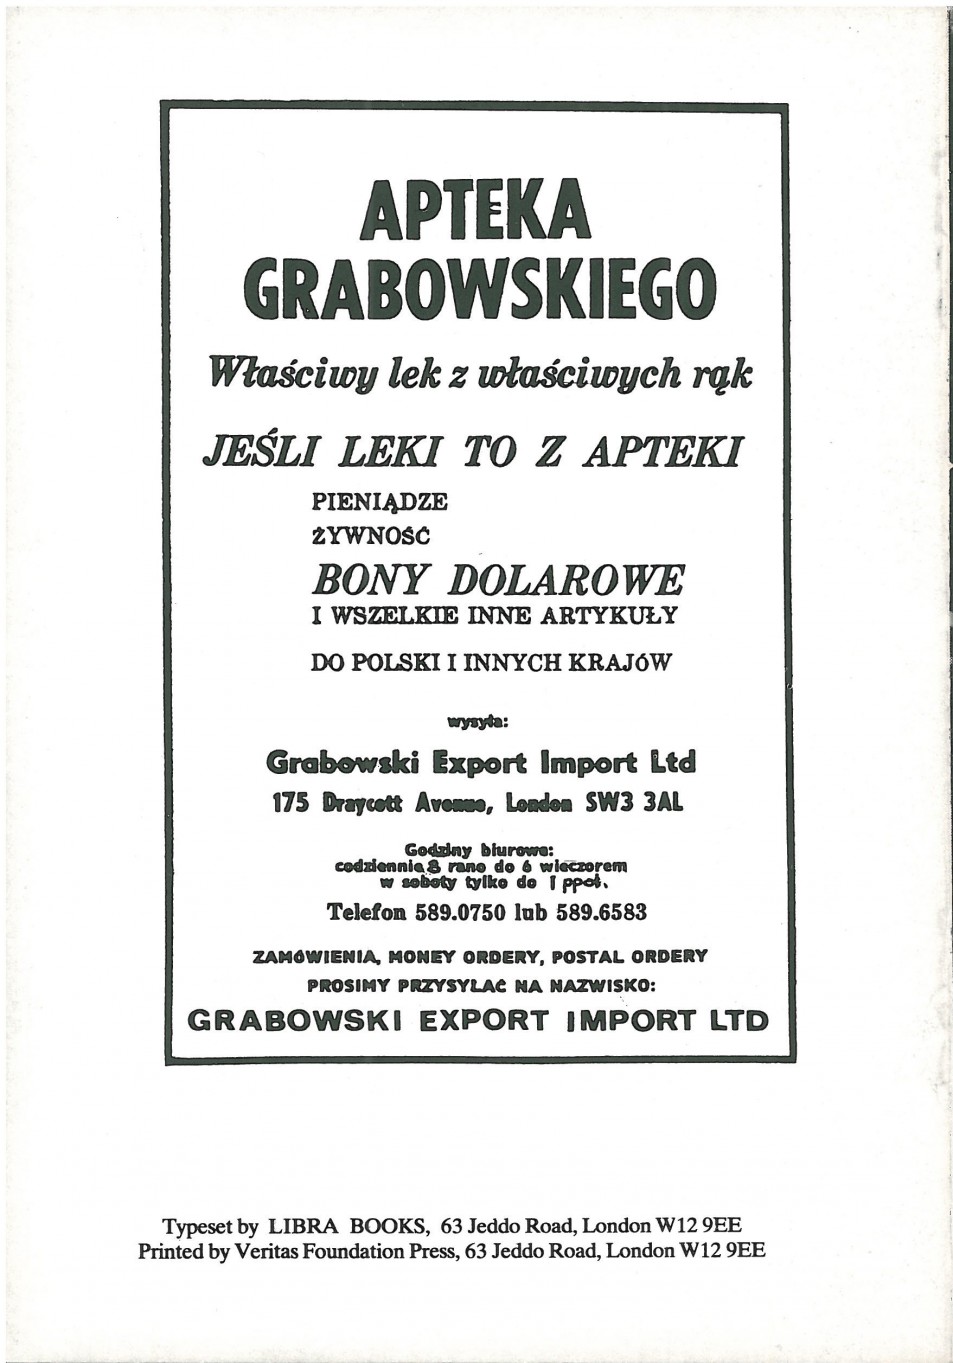 APTEKA
GRABOWSKIEGO
Właściwy lek z właściwych rąk
JEŚLI LEKI TO Z APTEKI
PIENIĄDZE
ŻYWNOŚĆ
BONY DOLAROWE
I WSZELKIE INNE ARTYKUŁY
DO POLSKI I INNYCH KRAJÓW
wysyła:
Grabowski Export Import Ltd
175 Draycott Avenue, London SW3 3AL
Godziny biurowe:
codziennie 8 rano do 6 wieczorem
w soboty tylko do 1 ppoł.
Telefon 589.0750 lub 589.6583
ZAMÓWIENIA, MONEY ORDERY, POSTAL ORDERY
PROSIMY PRZYSYLAĆ NA NAZWISKO:
GRABOWSKI EXPORT IMPORT LTD
Typeset by LIBRA BOOKS, 63 Jeddo Road, London W12 9EE
Printed by Veritas Foundation Press, 63 Jeddo Road, London W12 9EE